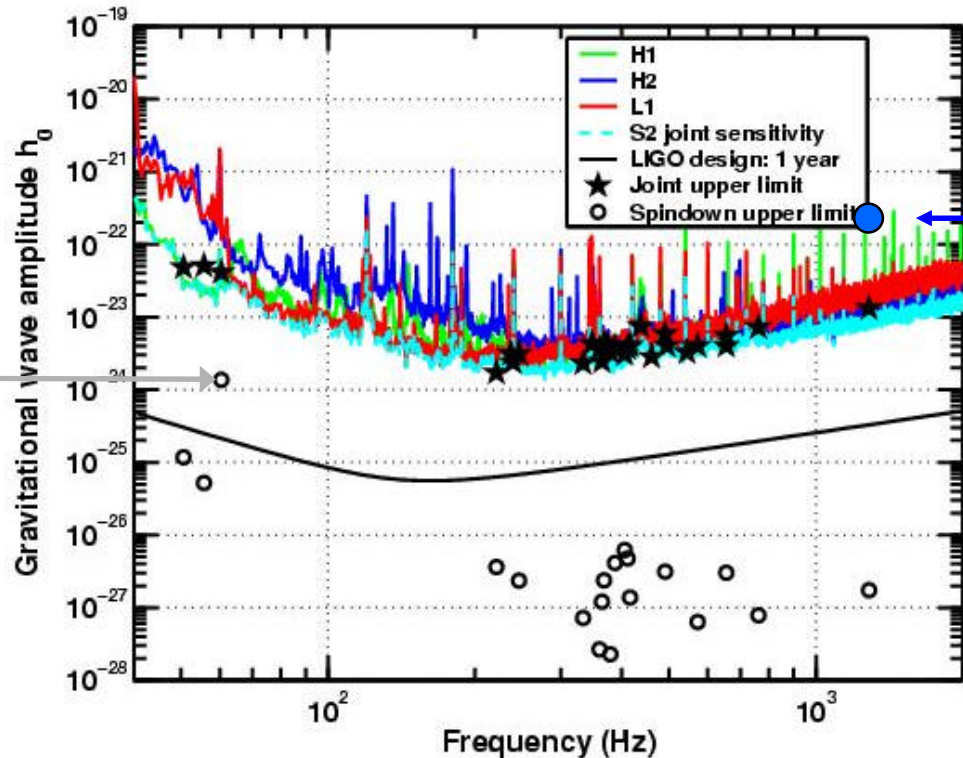 10^-19
10^-20
10^-21
10^-22
10^-23
10^-24
10^-25
10^-26
10^-27
10^-28
Gravitational wave amplitude h_0
H1
H2
L1
S2 joint sensitivity
LIGO design: 1 year
Joint upper limit
Spindown upper limit
10^2
10^3
Frequency (Hz)